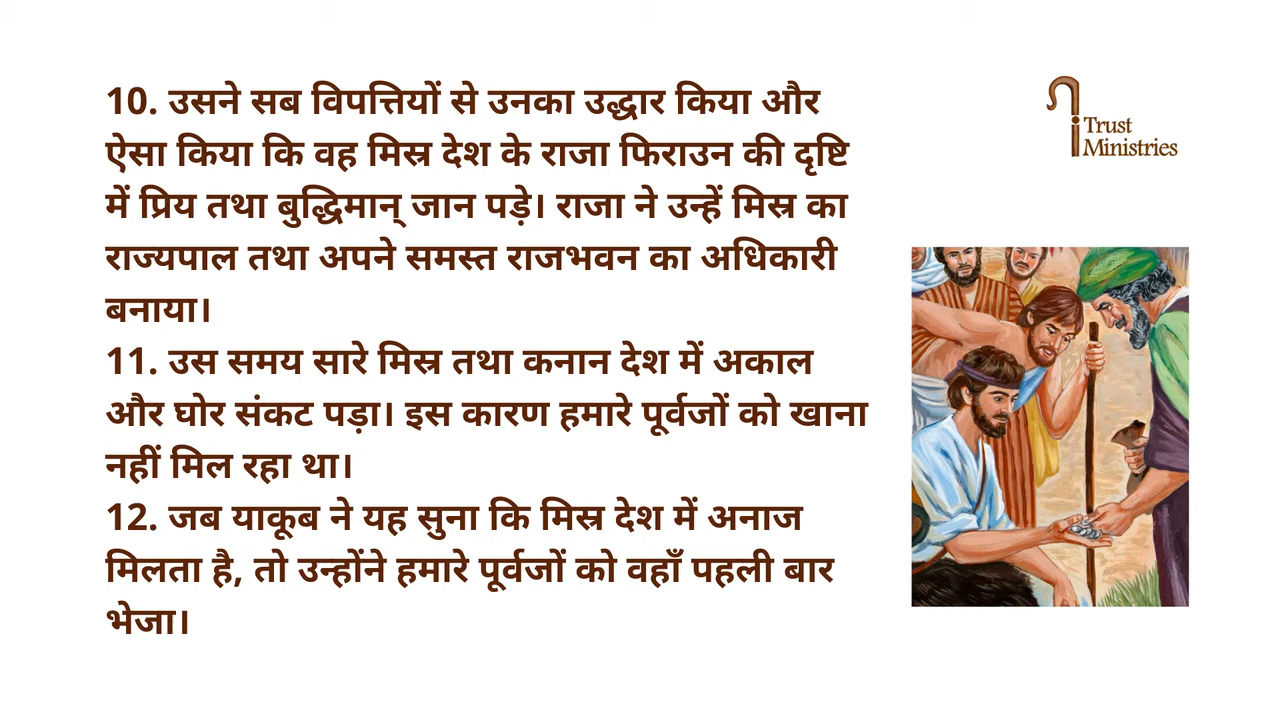 10. उसने सब विपत्तियों से उनका उद्धार किया और
ऐसा किया कि वह मिस्र देश के राजा फिराउन की दृष्टि
में प्रिय तथा बुद्धिमान् जान पड़े। राजा ने उन्हें मिस्र का
राज्यपाल तथा अपने समस्त राजभवन का अधिकारी
बनाया।
11. उस समय सारे मिस्र तथा कनान देश में अकाल
और घोर संकट पड़ा। इस कारण हमारे पूर्वजों को खाना
नहीं मिल रहा था।
12. जब याकूब ने यह सुना कि मिस्र देश में अनाज
मिलता है, तो उन्होंने हमारे पूर्वजों को वहाँ पहली बार
भेजा।
Trust
Ministries